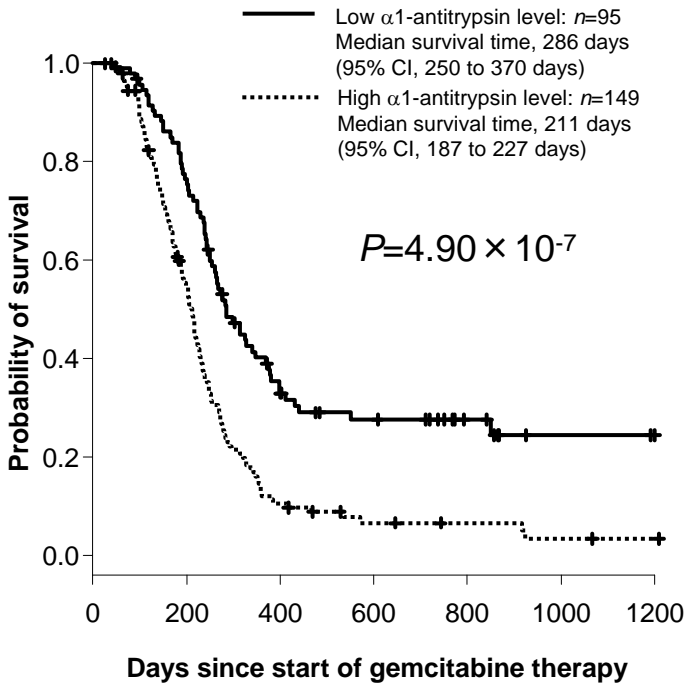 Low α1-antitrypsin level: n=95
Median survival time, 286 days
(95% CI, 250 to 370 days)
High α1-antitrypsin level: n=149
Median survival time, 211 days
(95% CI, 187 to 227 days)
P=4.90×10-7
Probability of survival
1.0
0.8
0.6
0.4
0.2
0.0
0 200 400 600 800 1000 1200
Days since start of gemcitabine therapy